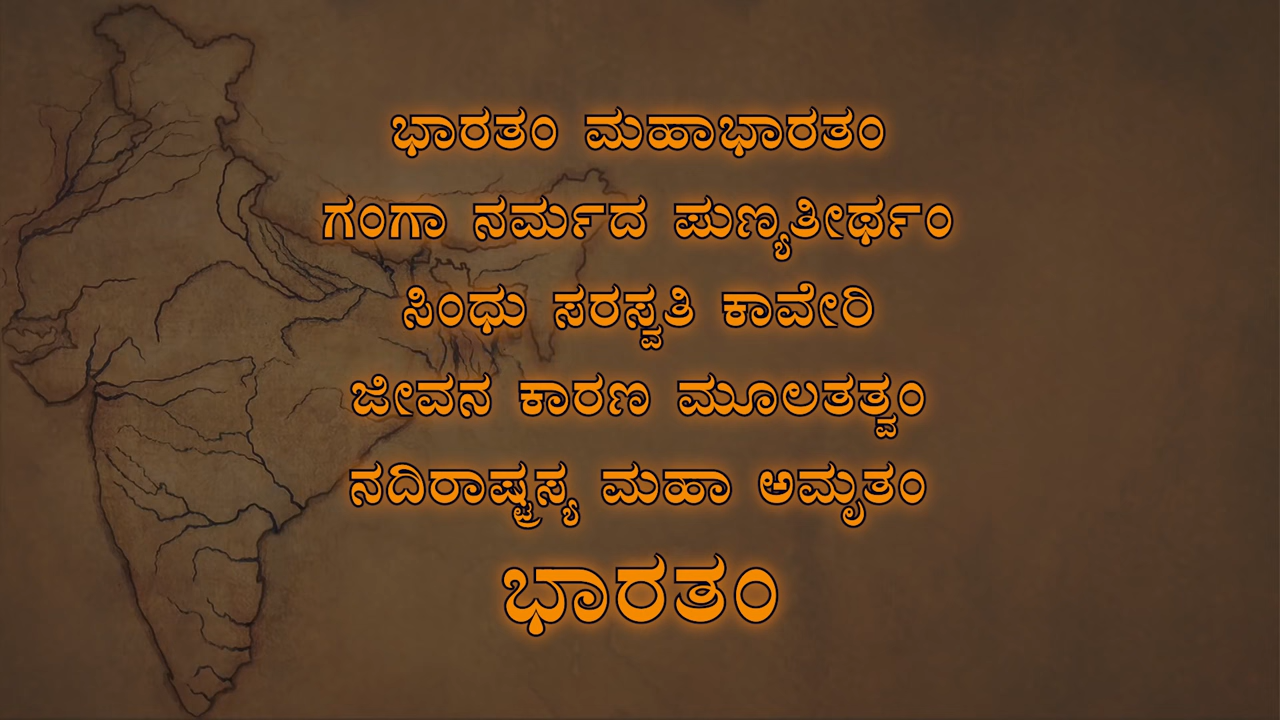 ಭಾರತಂ ಮಹಾಭಾರತಂ
ಗಂಗಾ ನರ್ಮದ ಪುಣ್ಯತೀರ್ಥಂ
ಸಿಂಧು ಸರಸ್ವತಿ ಕಾವೇರಿ
ಜೀವನ ಕಾರಣ ಮೂಲತತ್ವಂ
ನದಿರಾಷ್ಟ್ರಸ್ಯ ಮಹಾ ಅಮೃತಂ
ಭಾರತಂ